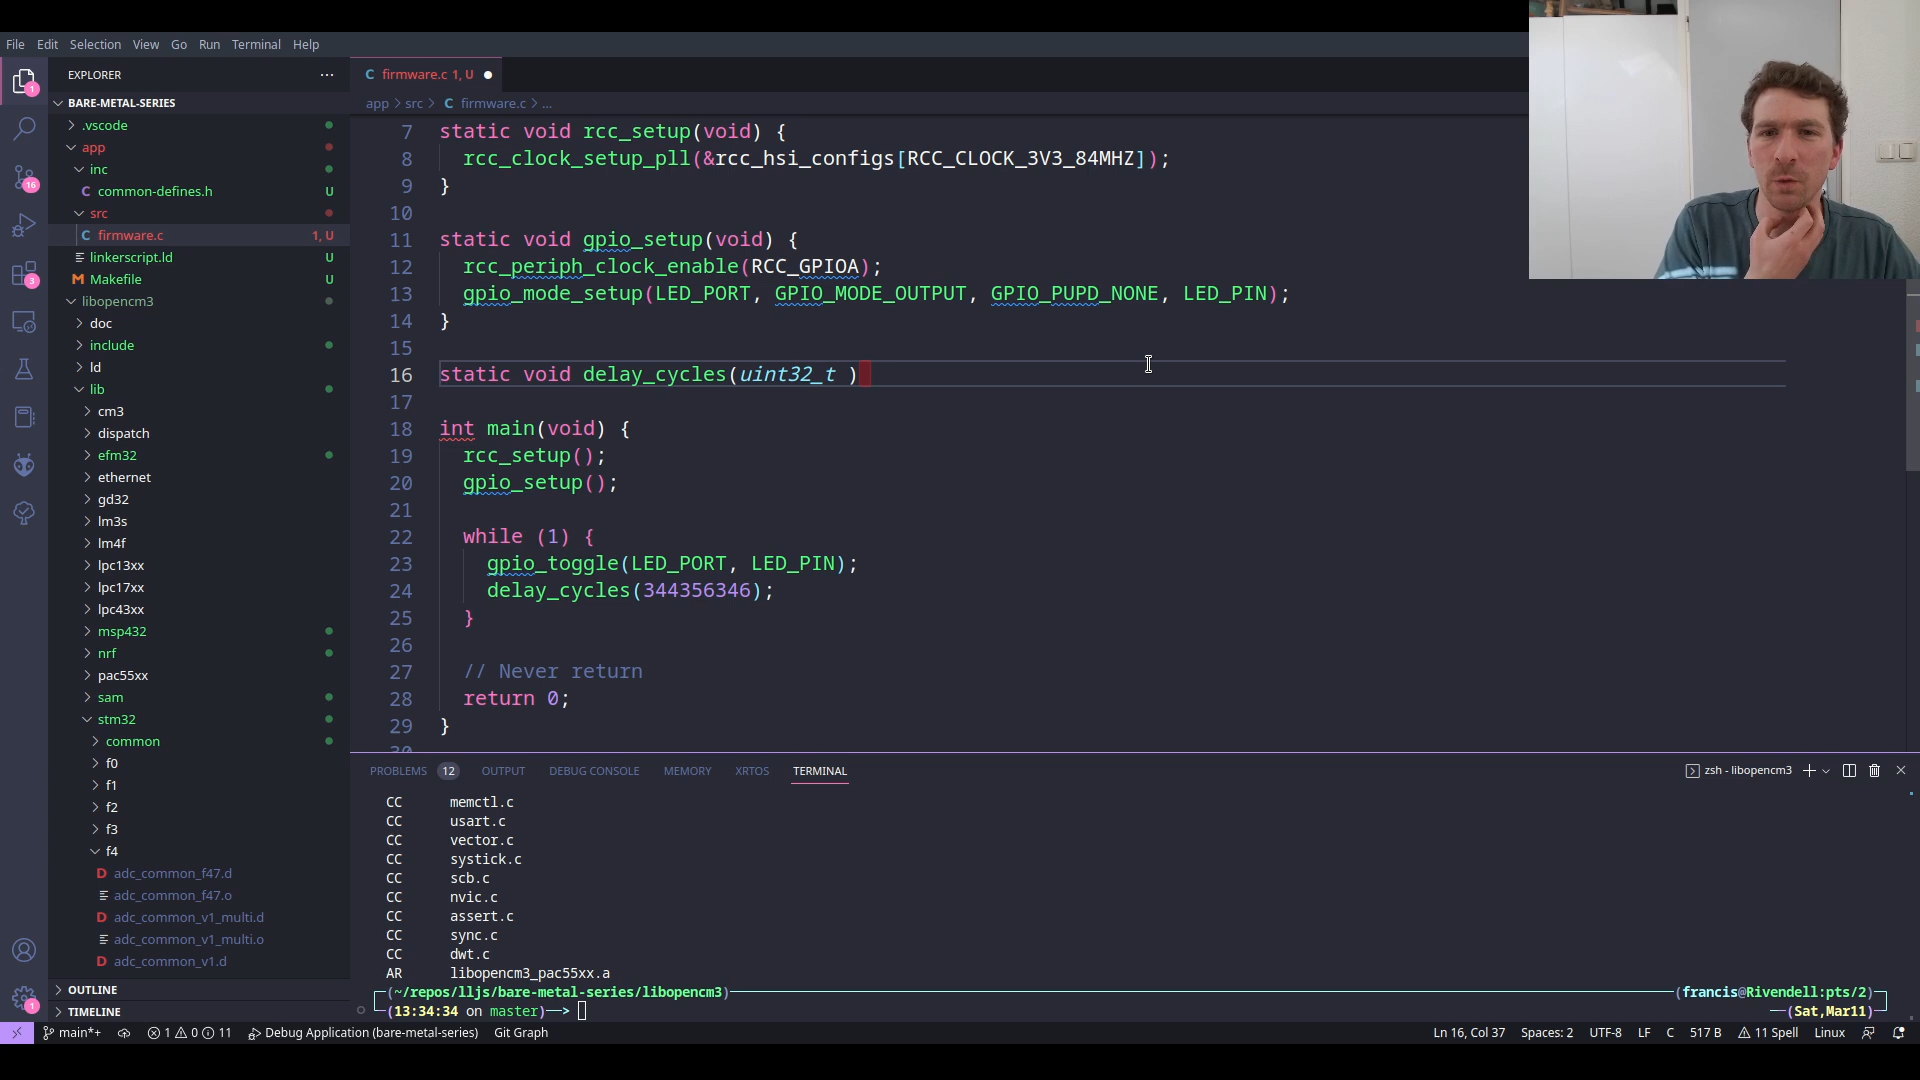 File Edit Selection View Go Run Terminal Help
EXPLORER
BARE-METAL-SERIES
.vscode
app
inc
common-defines.h U
src
firmware.c 1, U
linkerscript.ld U
Makefile U
libopencm3
doc
include
ld
lib
cm3
dispatch
efm32
ethernet
gd32
lm3s
lm4f
lpc13xx
lpc17xx
lpc43xx
msp432
nrf
pac55xx
sam
stm32
common
f0
f1
f2
f3
f4
adc_common_f47.d
adc_common_f47.o
adc_common_v1_multi.d
adc_common_v1_multi.o
adc_common_v1.d
OUTLINE
TIMELINE
1
16
3
1
C firmware.c 1, U
app > src > C firmware.c > ...
7 static void rcc_setup(void) {
8 rcc_clock_setup_pll(&rcc_hsi_configs[RCC_CLOCK_3V3_84MHZ]);
9 }
10
11 static void gpio_setup(void) {
12 rcc_periph_clock_enable(RCC_GPIOA);
13 gpio_mode_setup(LED_PORT, GPIO_MODE_OUTPUT, GPIO_PUPD_NONE, LED_PIN);
14 }
15
16 static void delay_cycles(uint32_t )
17
18 int main(void) {
19 rcc_setup();
20 gpio_setup();
21
22 while (1) {
23 gpio_toggle(LED_PORT, LED_PIN);
24 delay_cycles(344356346);
25 }
26
27 // Never return
28 return 0;
29 }
30
PROBLEMS 12 OUTPUT DEBUG CONSOLE MEMORY XRTOS TERMINAL
zsh - libopencm3
CC memctl.c
CC usart.c
CC vector.c
CC systick.c
CC scb.c
CC nvic.c
CC assert.c
CC sync.c
CC dwt.c
AR libopencm3_pac55xx.a
(~/repos/lljs/bare-metal-series/libopencm3) (francis@Rivendell:pts/2)
(13:34:34 on master)—> (Sat,Mar11)
main*+ 1 0 11 Debug Application (bare-metal-series) Git Graph Ln 16, Col 37 Spaces: 2 UTF-8 LF C 517 B 11 Spell Linux